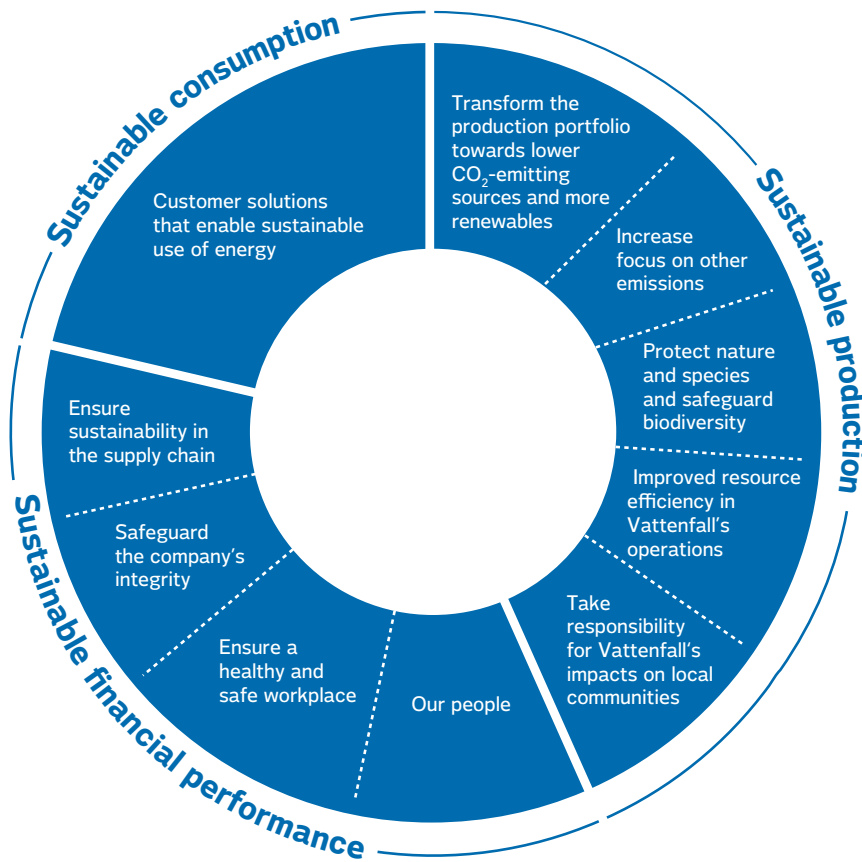 Sustainable consumption
Customer solutions
that enable sustainable
use of energy
Sustainable production
Transform the
production portfolio
towards lower
CO₂-emitting
sources and more
renewables
Increase
focus on other
emissions
Protect nature
and species
and safeguard
biodiversity
Improved resource
efficiency in
Vattenfall's
operations
Take
responsibility
for Vattenfall's
impacts on local
communities
Sustainable financial performance
Our people
Ensure a
healthy and
safe workplace
Safeguard
the company's
integrity
Ensure
sustainability in
the supply chain